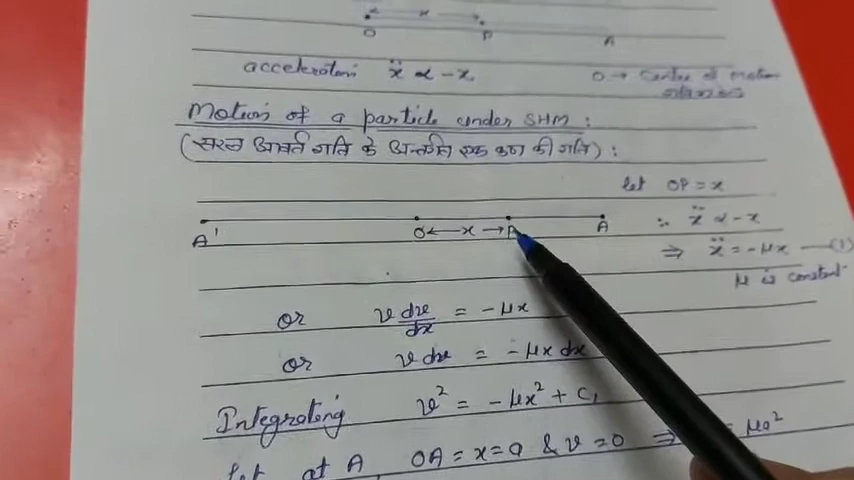 x
O P A
acceleration ẍ ∝ -x, O → Centre of Motion
Motion of a particle under SHM :
(सरल आवर्त गति के अन्तर्गत एक कण की गति) :
let OP = x
A' O ← x → P A ∴ ẍ ∝ -x
⇒ ẍ = -μx —(1)
μ is constant
or v dv/dx = -μx
or v dv = -μx dx
Integrating v² = -μx² + C₁
let at A OA = x = a & v = 0 ⇒ = μa²